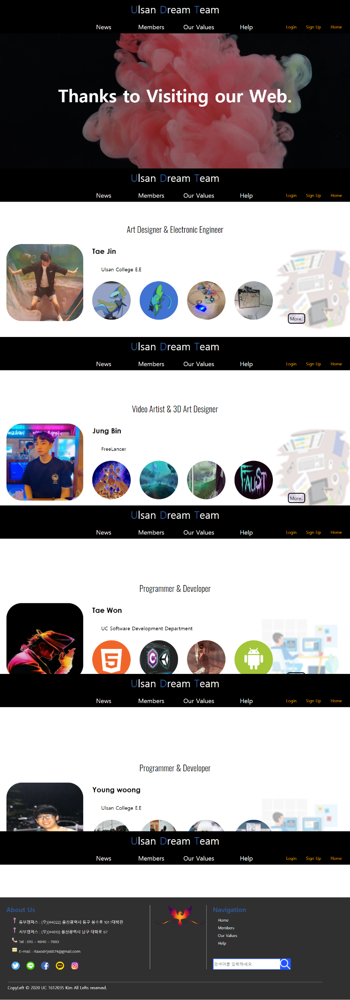 Ulsan Dream Team
News Members Our Values Help Login Sign Up Home
Thanks to Visiting our Web.
Ulsan Dream Team
News Members Our Values Help Login Sign Up Home
Art Designer & Electronic Engineer
Tae Jin
Ulsan College E.E
More..
Ulsan Dream Team
News Members Our Values Help Login Sign Up Home
Video Artist & 3D Art Designer
Jung Bin
FreeLancer
FAUST
More..
Ulsan Dream Team
News Members Our Values Help Login Sign Up Home
Programmer & Developer
Tae Won
UC Software Development Department
Ulsan Dream Team
News Members Our Values Help Login Sign Up Home
Programmer & Developer
Young woong
Ulsan College E.E
Ulsan Dream Team
News Members Our Values Help Login Sign Up Home
About Us
동부캠퍼스 : (우)(44022) 울산광역시 동구 봉수로 101 1대학관
서부캠퍼스 : (우)(44610) 울산광역시 남구 대학로 57
Tel : 010 - 4640 - 7993
E-mail : rlaxodnjs6574@gmail.com
LINE TALK
Navigation
Home
Members
Our Values
Help
검색어를 입력하세요.
CopyLeft © 2020 UC 1612035 Kim All Lefts reserved.